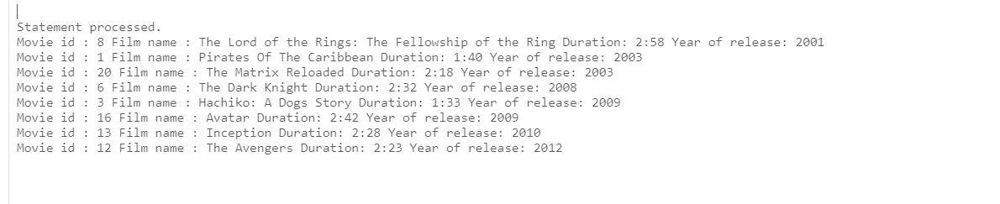 Statement processed.
Movie id : 8 Film name : The Lord of the Rings: The Fellowship of the Ring Duration: 2:58 Year of release: 2001
Movie id : 1 Film name : Pirates Of The Caribbean Duration: 1:40 Year of release: 2003
Movie id : 20 Film name : The Matrix Reloaded Duration: 2:18 Year of release: 2003
Movie id : 6 Film name : The Dark Knight Duration: 2:32 Year of release: 2008
Movie id : 3 Film name : Hachiko: A Dogs Story Duration: 1:33 Year of release: 2009
Movie id : 16 Film name : Avatar Duration: 2:42 Year of release: 2009
Movie id : 13 Film name : Inception Duration: 2:28 Year of release: 2010
Movie id : 12 Film name : The Avengers Duration: 2:23 Year of release: 2012